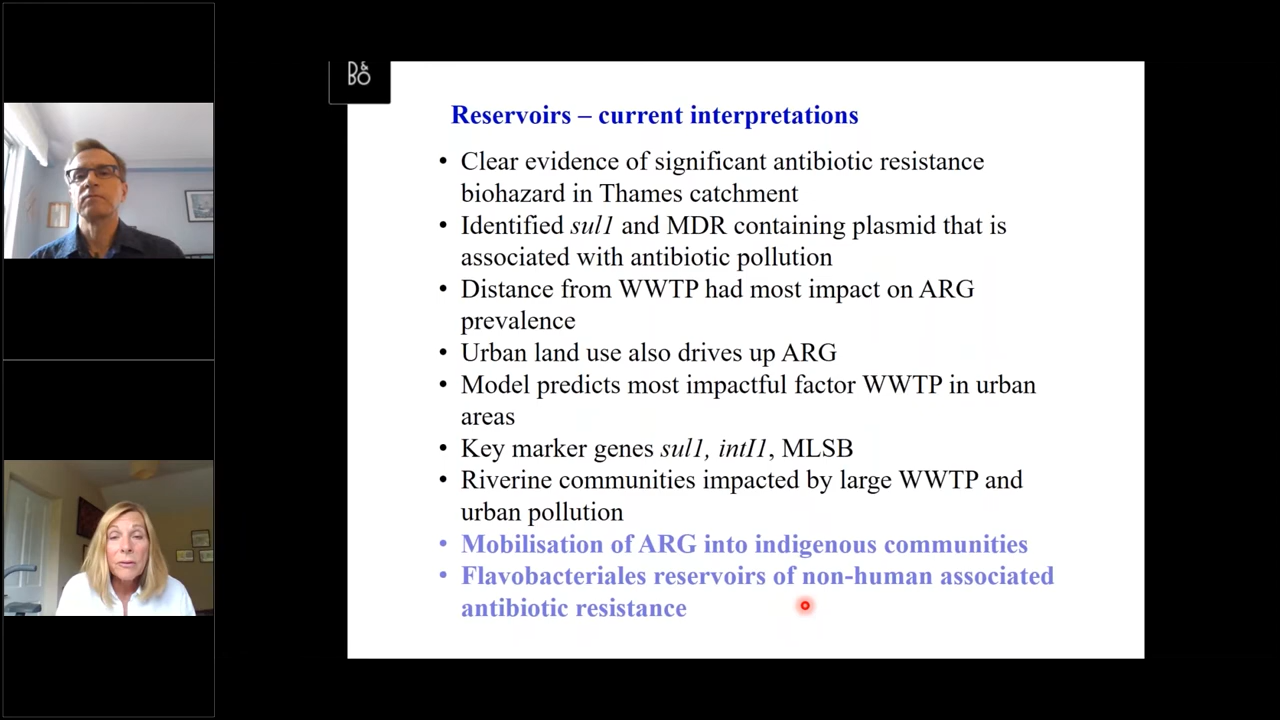 B&
BO
Reservoirs – current interpretations
• Clear evidence of significant antibiotic resistance
biohazard in Thames catchment
• Identified sul1 and MDR containing plasmid that is
associated with antibiotic pollution
• Distance from WWTP had most impact on ARG
prevalence
• Urban land use also drives up ARG
• Model predicts most impactful factor WWTP in urban
areas
• Key marker genes sul1, intI1, MLSB
• Riverine communities impacted by large WWTP and
urban pollution
• Mobilisation of ARG into indigenous communities
• Flavobacteriales reservoirs of non-human associated
antibiotic resistance